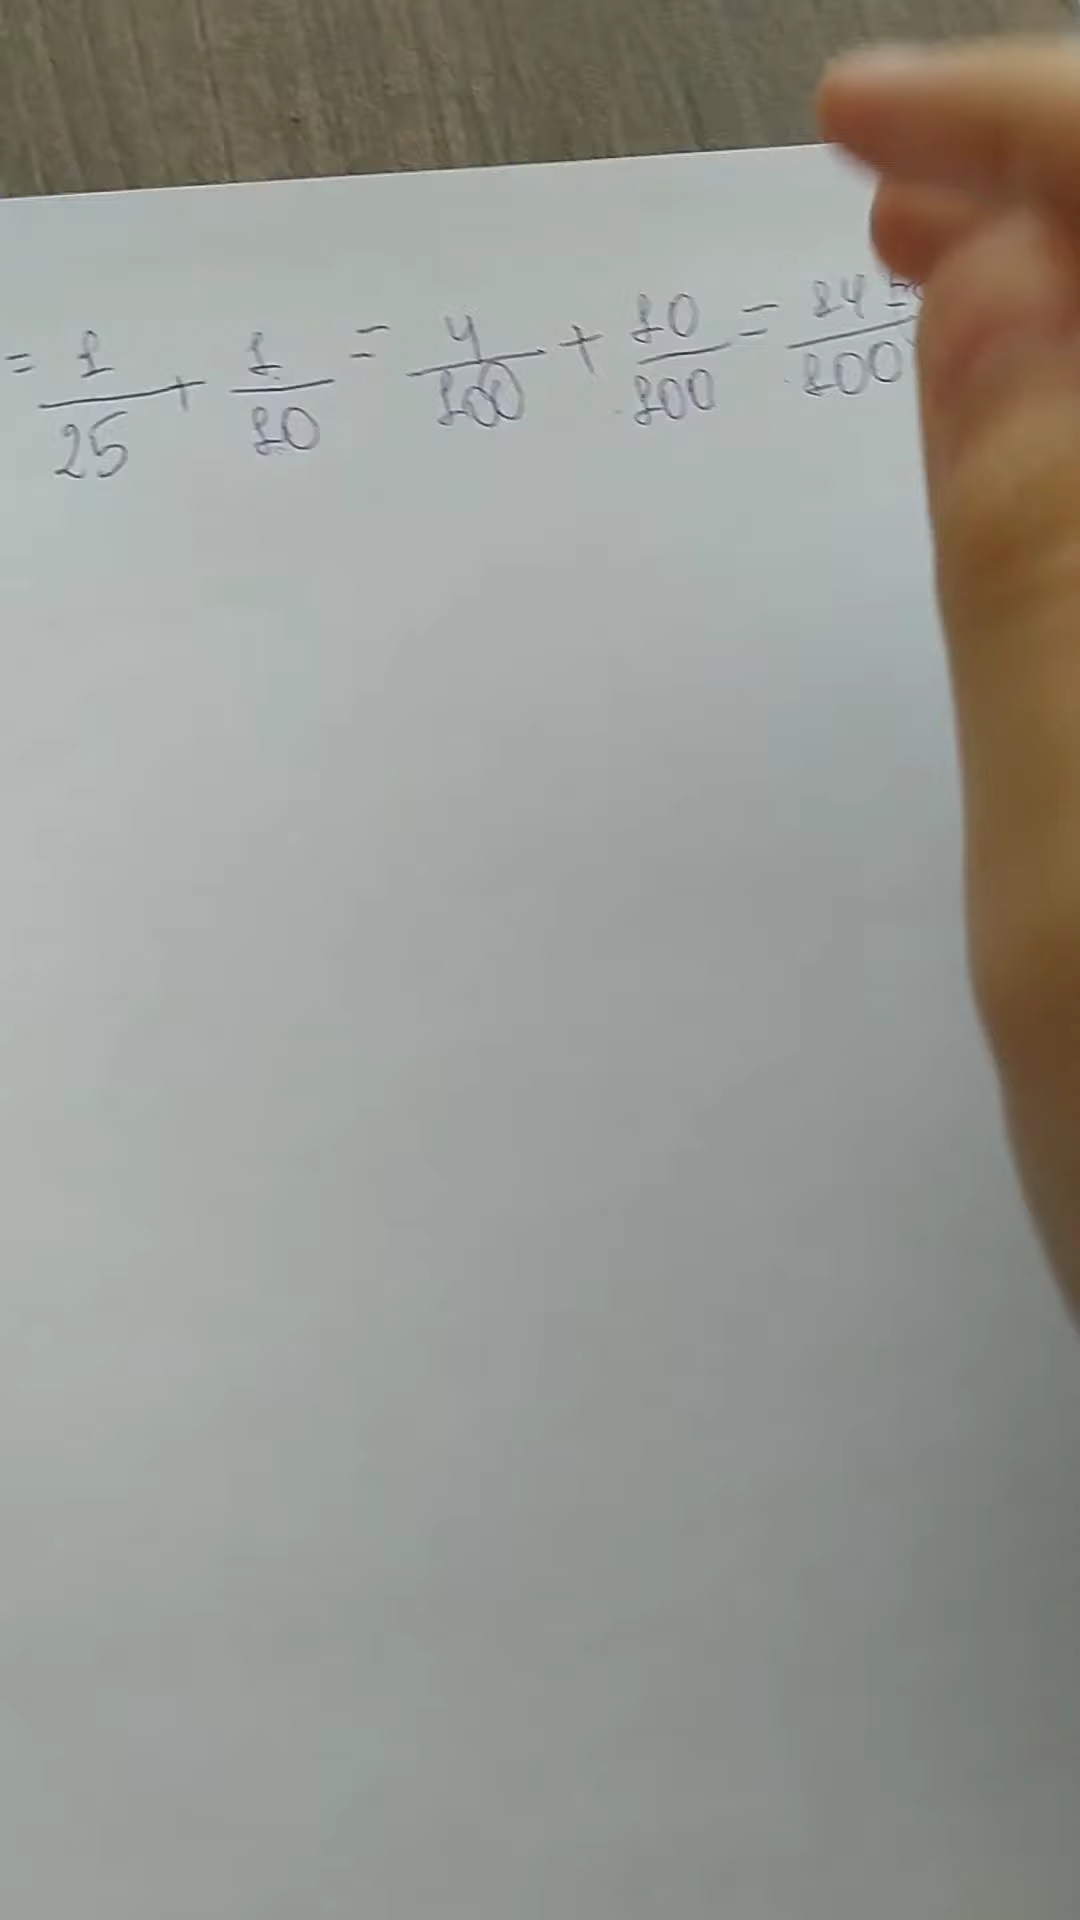 = 1/25 + 1/10 = 4/100 + 10/100 = 14/100